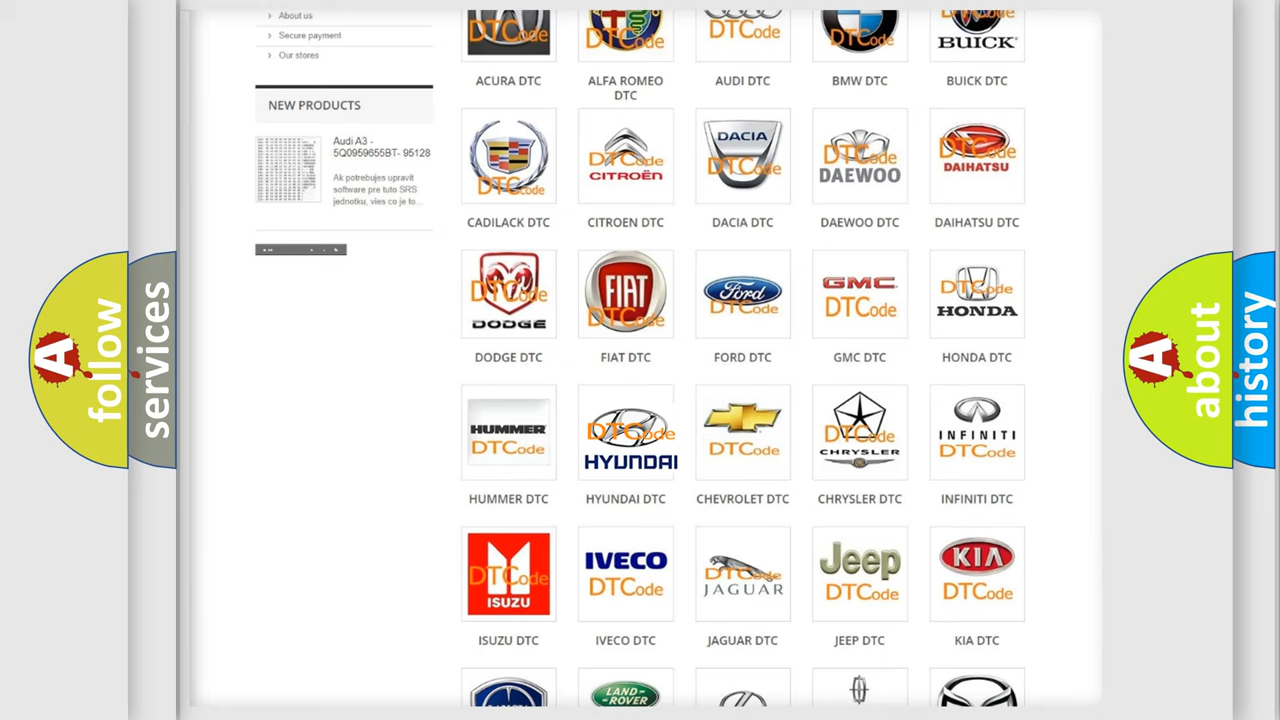 About us
Secure payment
Our stores
NEW PRODUCTS
Audi A3 -
5Q0959655BT- 95128
Ak potrebujes upravit
software pre tuto SRS
jednotku, vies co je to...
DTCode
DTCode
DTCode
DTCode
BUICK
ACURA DTC
ALFA ROMEO
DTC
AUDI DTC
BMW DTC
BUICK DTC
DTCode
DTCode
CITROËN
DACIA
DTCode
DTCode
DAEWOO
DTCode
DAIHATSU
CADILACK DTC
CITROEN DTC
DACIA DTC
DAEWOO DTC
DAIHATSU DTC
DTCode
DODGE
FIAT
DTCode
Ford
DTCode
GMC
DTCode
DTCode
HONDA
DODGE DTC
FIAT DTC
FORD DTC
GMC DTC
HONDA DTC
HUMMER
DTCode
DTCode
HYUNDAI
DTCode
DTCode
CHRYSLER
INFINITI
DTCode
HUMMER DTC
HYUNDAI DTC
CHEVROLET DTC
CHRYSLER DTC
INFINITI DTC
DTCode
ISUZU
IVECO
DTCode
DTCode
JAGUAR
Jeep
DTCode
KIA
DTCode
ISUZU DTC
IVECO DTC
JAGUAR DTC
JEEP DTC
KIA DTC
LAND-
ROVER
A
follow
services
A
about
history